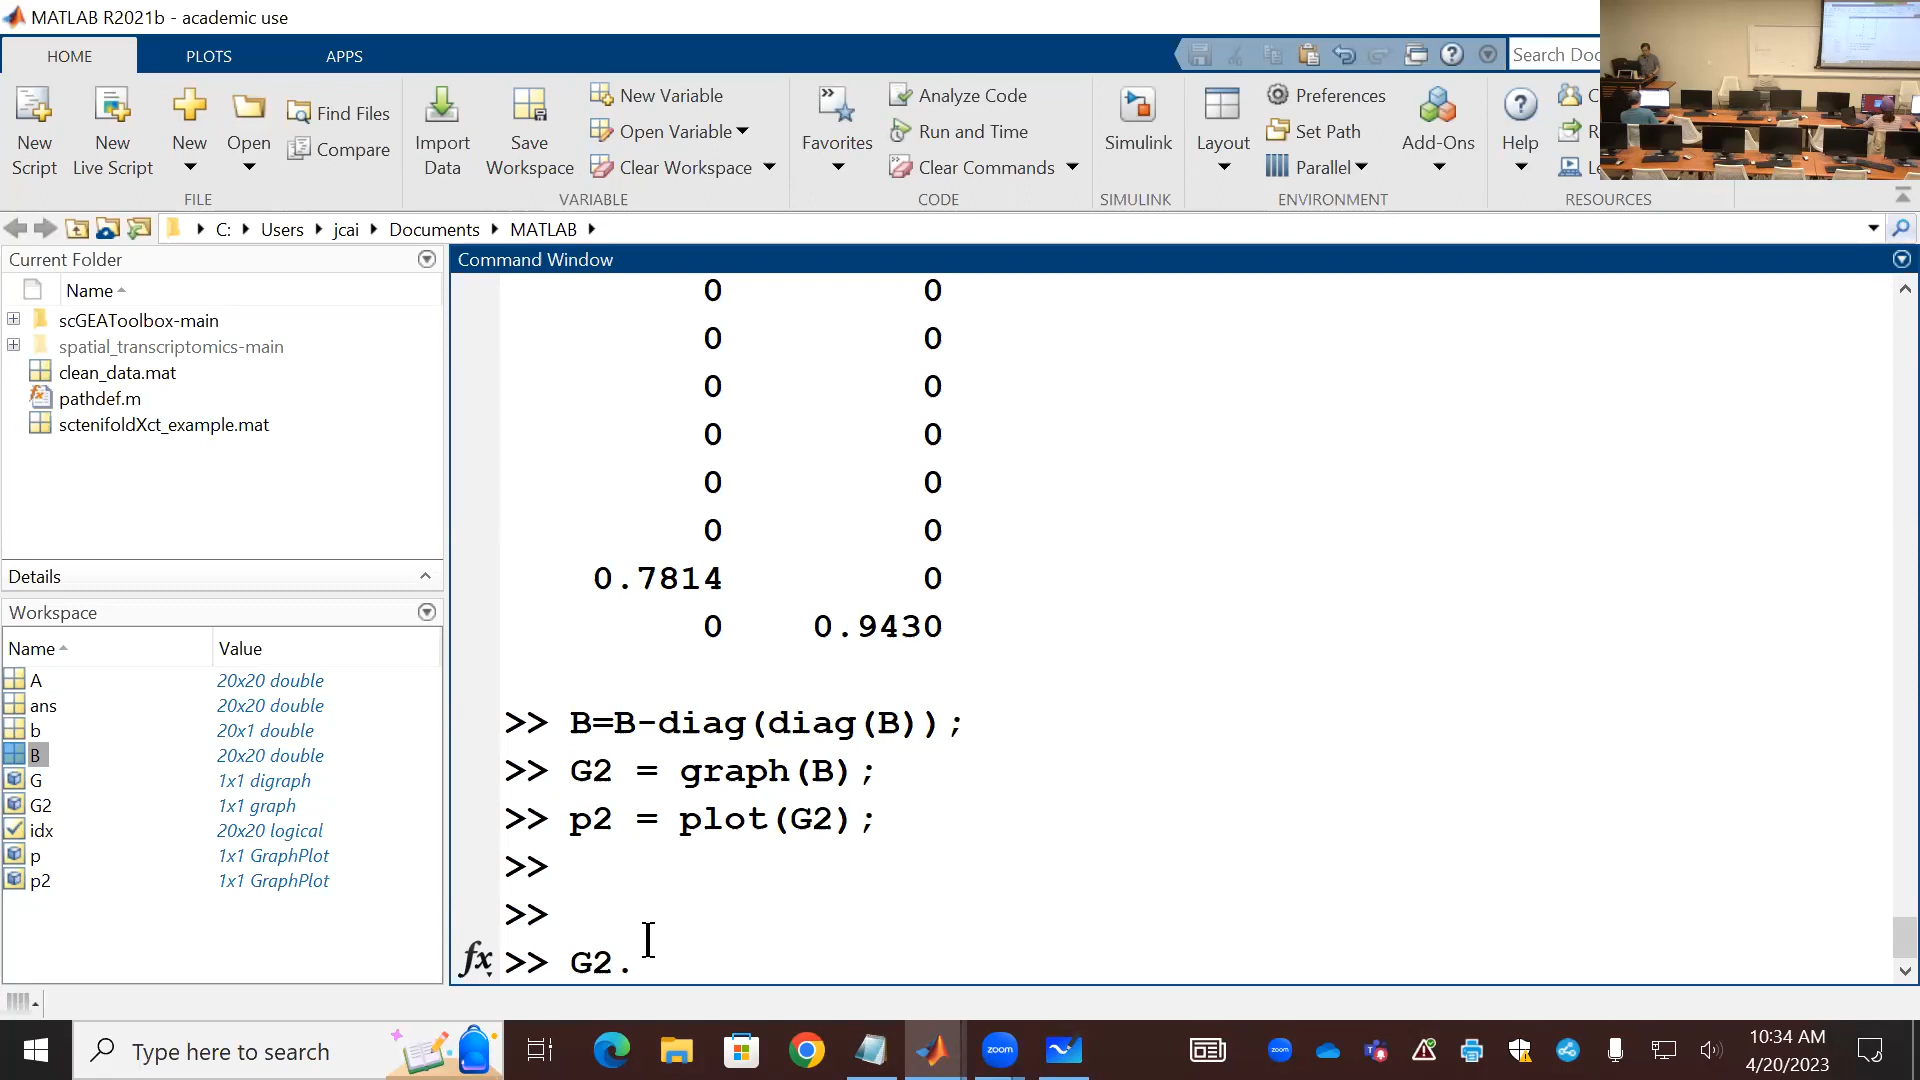 MATLAB R2021b - academic use
HOME
PLOTS
APPS
Search Doc
New Script
New Live Script
New
Open
Find Files
Compare
FILE
Import Data
Save Workspace
New Variable
Open Variable
Clear Workspace
VARIABLE
Favorites
Analyze Code
Run and Time
Clear Commands
CODE
Simulink
SIMULINK
Layout
Preferences
Set Path
Parallel
ENVIRONMENT
Add-Ons
Help
C
R
RESOURCES
C: Users jcai Documents MATLAB
Current Folder
Name
scGEAToolbox-main
spatial_transcriptomics-main
clean_data.mat
pathdef.m
sctenifoldXct_example.mat
Details
Workspace
Name Value
A 20x20 double
ans 20x20 double
b 20x1 double
B 20x20 double
G 1x1 digraph
G2 1x1 graph
idx 20x20 logical
p 1x1 GraphPlot
p2 1x1 GraphPlot
Command Window
0 0
0 0
0 0
0 0
0 0
0 0
0.7814 0
0 0.9430
>> B=B-diag(diag(B));
>> G2 = graph(B);
>> p2 = plot(G2);
>>
>>
fx >> G2.
Type here to search
zoom
zoom
10:34 AM
4/20/2023